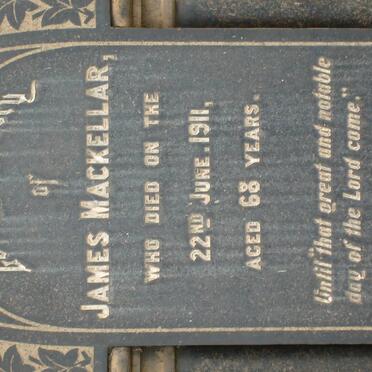 of
JAMES MACKELLAR,
WHO DIED ON THE
22ND JUNE. 1911,
AGED 68 YEARS.
Until that great and notable
day of the Lord come."